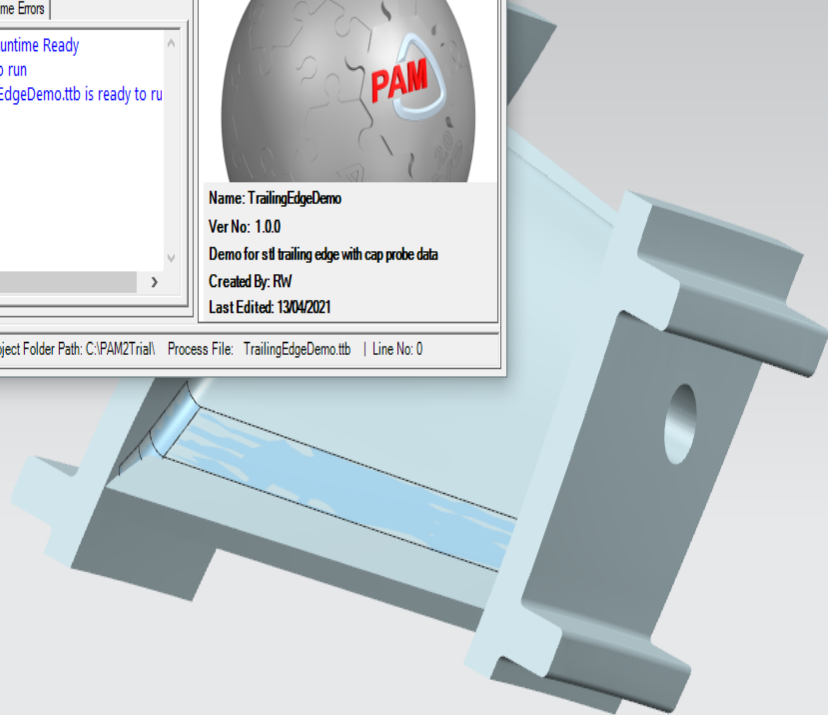 me Errors
untime Ready
o run
EdgeDemo.ttb is ready to ru
PAM
Name: TrailingEdgeDemo
Ver No: 1.0.0
Demo for stl trailing edge with cap probe data
Created By: RW
Last Edited: 13/04/2021
ject Folder Path: C:\PAM2Trial\ Process File: TrailingEdgeDemo.ttb | Line No: 0